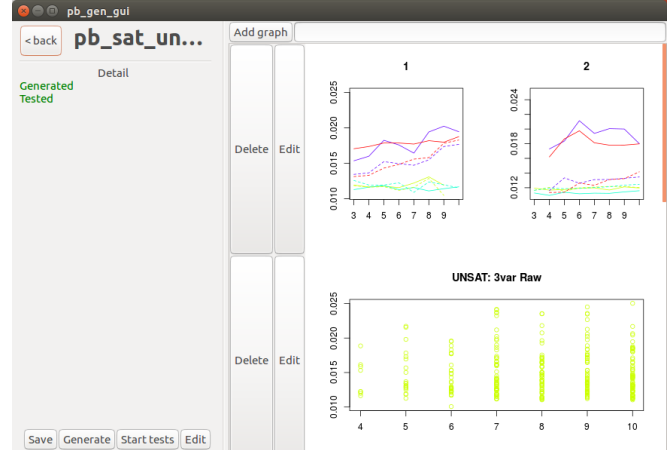 pb_gen_gui
< back
pb_sat_un...
Detail
Generated
Tested
Save Generate Start tests Edit
Add graph
Delete Edit
1
0.010 0.015 0.020 0.025
3 4 5 6 7 8 9
2
0.012 0.018 0.024
3 4 5 6 7 8 9
Delete Edit
UNSAT: 3var Raw
0.010 0.015 0.020 0.025
4 5 6 7 8 9 10